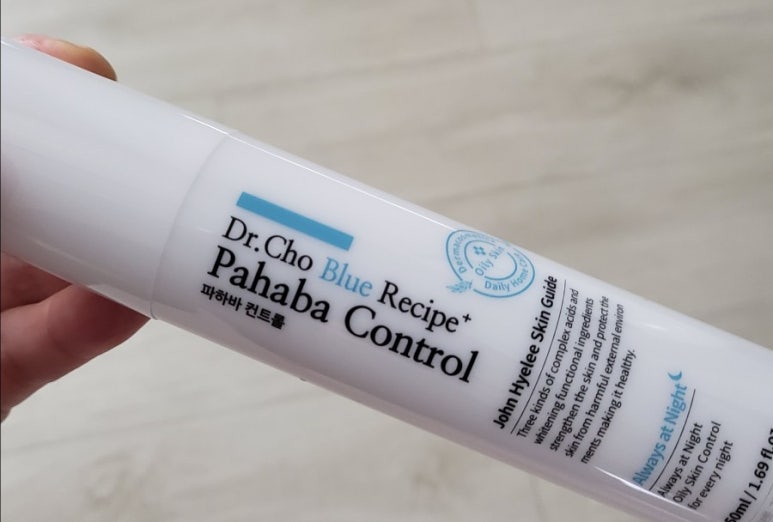 Dr.Cho Blue Recipe+
Pahaba Control
파하바 컨트롤
Oily Skin
Daily Home
John Hyelee Skin Guide
Three kinds of complex acids and
whitening functional ingredients
strengthen the skin and protect the
skin from harmful external environ
ments making it healthy.
Always at Night
Always at Night
Oily Skin Control
for every night
50ml / 1.69 fl.oz